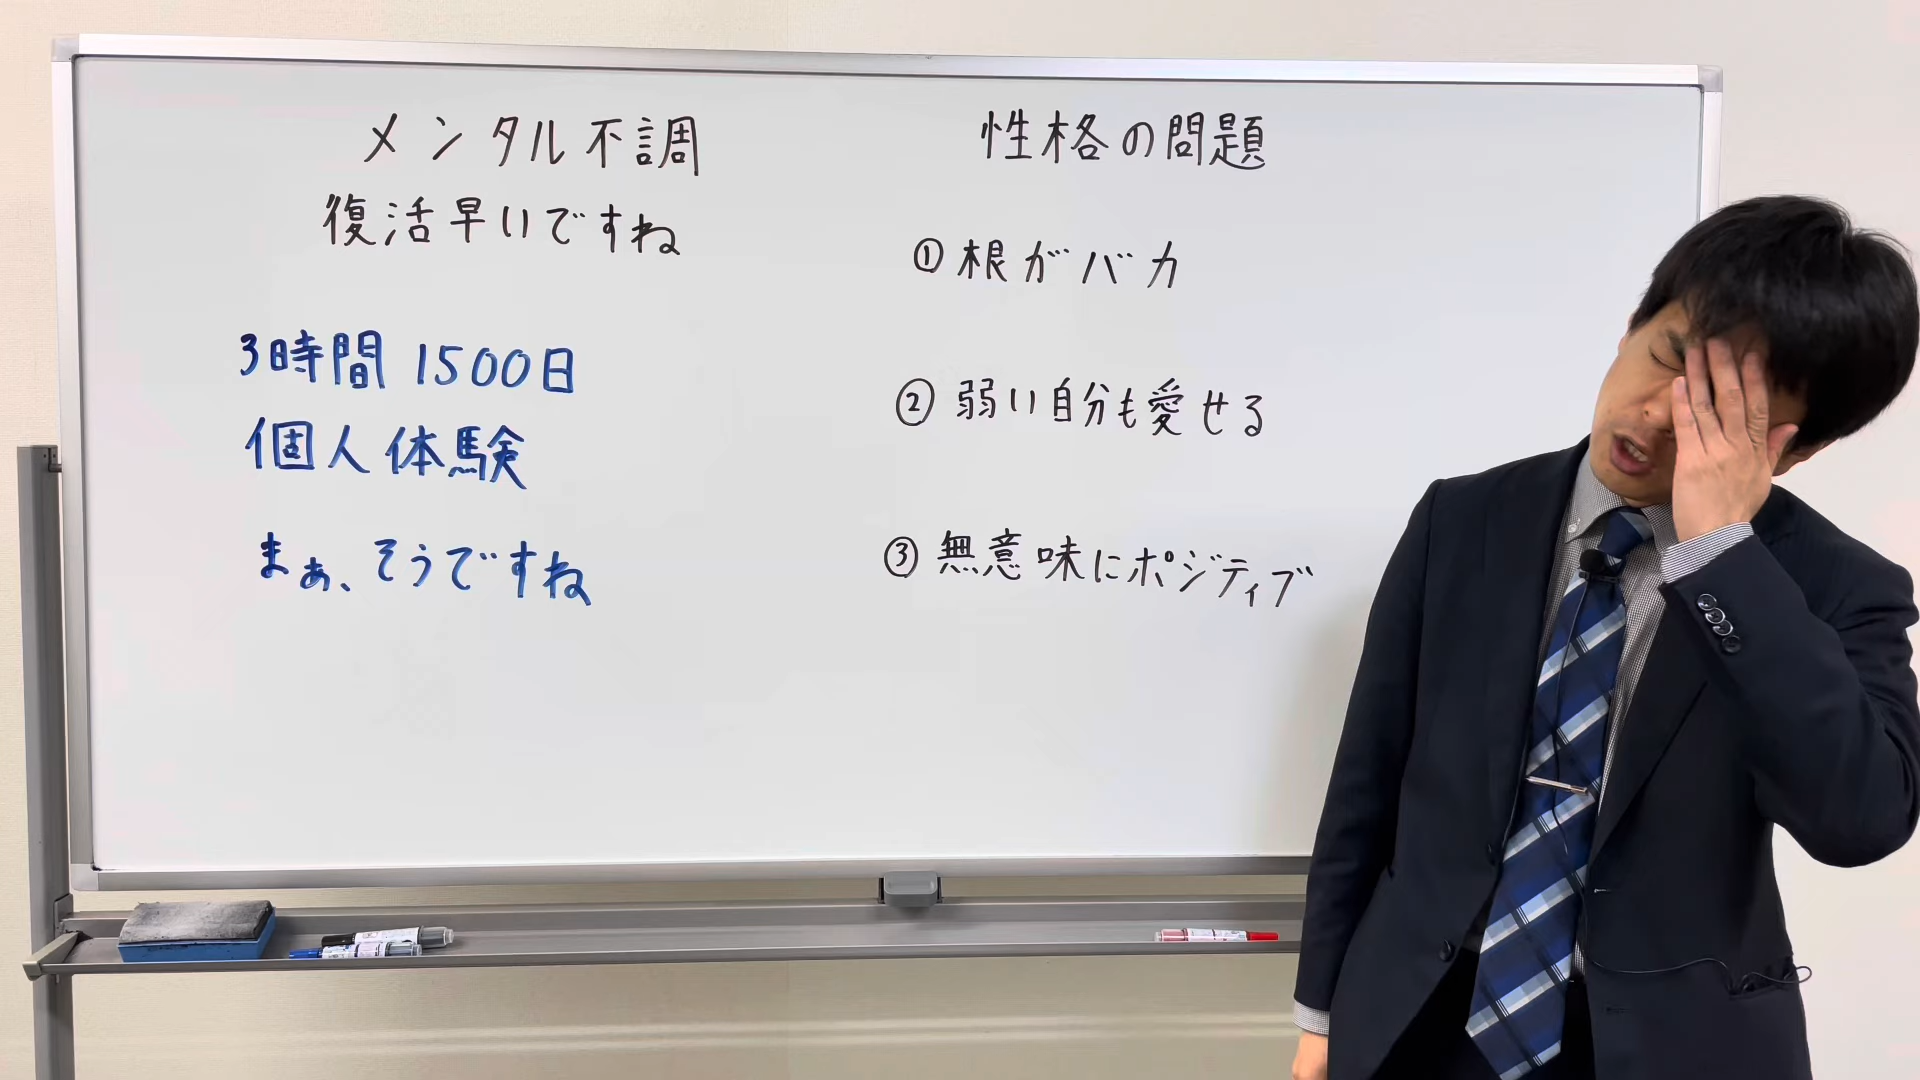 メンタル不調
復活早いですね
3時間 1500日
個人体験
まぁ、そうですね
性格の問題
① 根がバカ
② 弱い自分も愛せる
③ 無意味にポジティブ